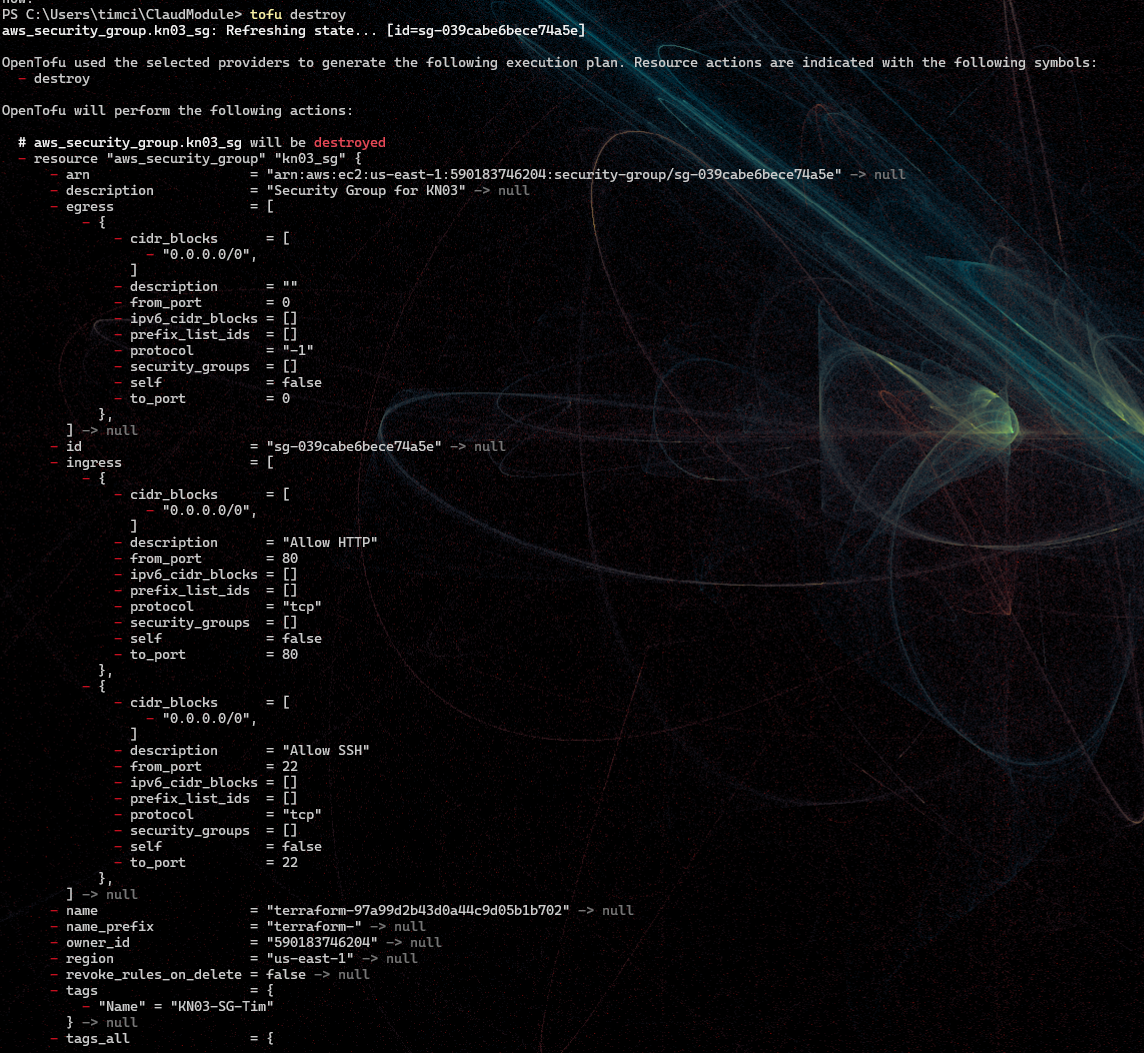 now.
PS C:\Users\timci\ClaudModule> tofu destroy
aws_security_group.kn03_sg: Refreshing state... [id=sg-039cabe6bece74a5e]
OpenTofu used the selected providers to generate the following execution plan. Resource actions are indicated with the following symbols:
- destroy
OpenTofu will perform the following actions:
# aws_security_group.kn03_sg will be destroyed
- resource "aws_security_group" "kn03_sg" {
- arn = "arn:aws:ec2:us-east-1:590183746204:security-group/sg-039cabe6bece74a5e" -> null
- description = "Security Group for KN03" -> null
- egress = [
- {
- cidr_blocks = [
- "0.0.0.0/0",
]
- description = ""
- from_port = 0
- ipv6_cidr_blocks = []
- prefix_list_ids = []
- protocol = "-1"
- security_groups = []
- self = false
- to_port = 0
},
] -> null
- id = "sg-039cabe6bece74a5e" -> null
- ingress = [
- {
- cidr_blocks = [
- "0.0.0.0/0",
]
- description = "Allow HTTP"
- from_port = 80
- ipv6_cidr_blocks = []
- prefix_list_ids = []
- protocol = "tcp"
- security_groups = []
- self = false
- to_port = 80
},
- {
- cidr_blocks = [
- "0.0.0.0/0",
]
- description = "Allow SSH"
- from_port = 22
- ipv6_cidr_blocks = []
- prefix_list_ids = []
- protocol = "tcp"
- security_groups = []
- self = false
- to_port = 22
},
] -> null
- name = "terraform-97a99d2b43d0a44c9d05b1b702" -> null
- name_prefix = "terraform-" -> null
- owner_id = "590183746204" -> null
- region = "us-east-1" -> null
- revoke_rules_on_delete = false -> null
- tags = {
- "Name" = "KN03-SG-Tim"
} -> null
- tags_all = {